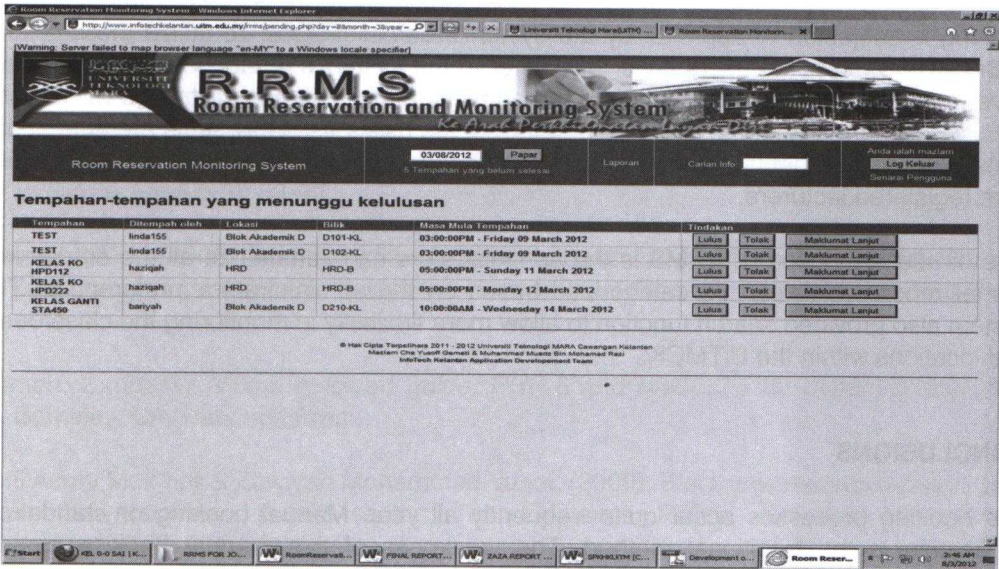 Room Reservation Monitoring System - Windows Internet Explorer
http://www.infotechkelantan.uitm.edu.my/rrms/pending.php?day=8&month=3&year=
Universiti Teknologi Mara(UiTM) ...
Room Reservation Monitorin...
[Warning: Server failed to map browser language "en-MY" to a Windows locale specifier]
UNIVERSITI
TEKNOLOGI
MARA
R.R.M.S
Room Reservation and Monitoring System
Room Reservation Monitoring System
03/08/2012
Papar
5 Tempahan yang belum selesai
Laporan
Carian Info
Anda ialah mazlam
Log Keluar
Senarai Pengguna
Tempahan-tempahan yang menunggu kelulusan
Tempahan Ditempah oleh Lokasi Bilik Masa Mula Tempahan Tindakan
TEST linda155 Blok Akademik D D101-KL 03:00:00PM - Friday 09 March 2012 Lulus Tolak Maklumat Lanjut
TEST linda155 Blok Akademik D D102-KL 03:00:00PM - Friday 09 March 2012 Lulus Tolak Maklumat Lanjut
KELAS KO HPD112 haziqah HRD HRD-B 05:00:00PM - Sunday 11 March 2012 Lulus Tolak Maklumat Lanjut
KELAS KO HPD222 haziqah HRD HRD-B 05:00:00PM - Monday 12 March 2012 Lulus Tolak Maklumat Lanjut
KELAS GANTI STA450 bariyah Blok Akademik D D210-KL 10:00:00AM - Wednesday 14 March 2012 Lulus Tolak Maklumat Lanjut
© Hak Cipta Terpelihara 2011 - 2012 Universiti Teknologi MARA Cawangan Kelantan
Mazlam Che Yusoff Gameti & Muhammad Muadz Bin Mohamad Razi
InfoTech Kelantan Application Developement Team
Start
KEL 0-0 SAI | K...
RRMS FOR JO...
RoomReservati...
FINAL REPORT...
ZAZA REPORT ...
SPKHKUITM [C...
Development o...
Room Reser...
2:46 AM
8/3/2012